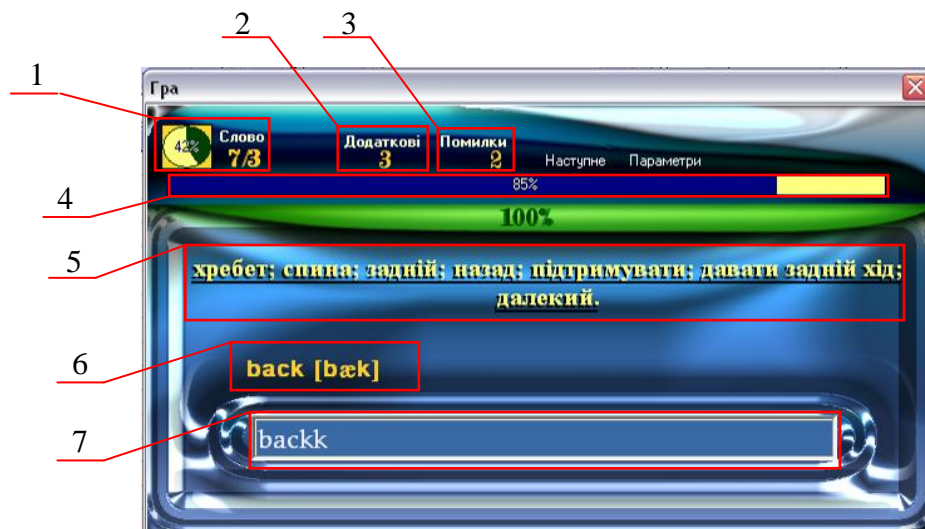 2
3
1
Гра
42%
Слово
7/3
Додаткові
3
Помилки
2
Наступне
Параметри
4
85%
100%
5
хребет; спина; задній; назад; підтримувати; давати задній хід;
далекий.
6
back [bæk]
7
backk